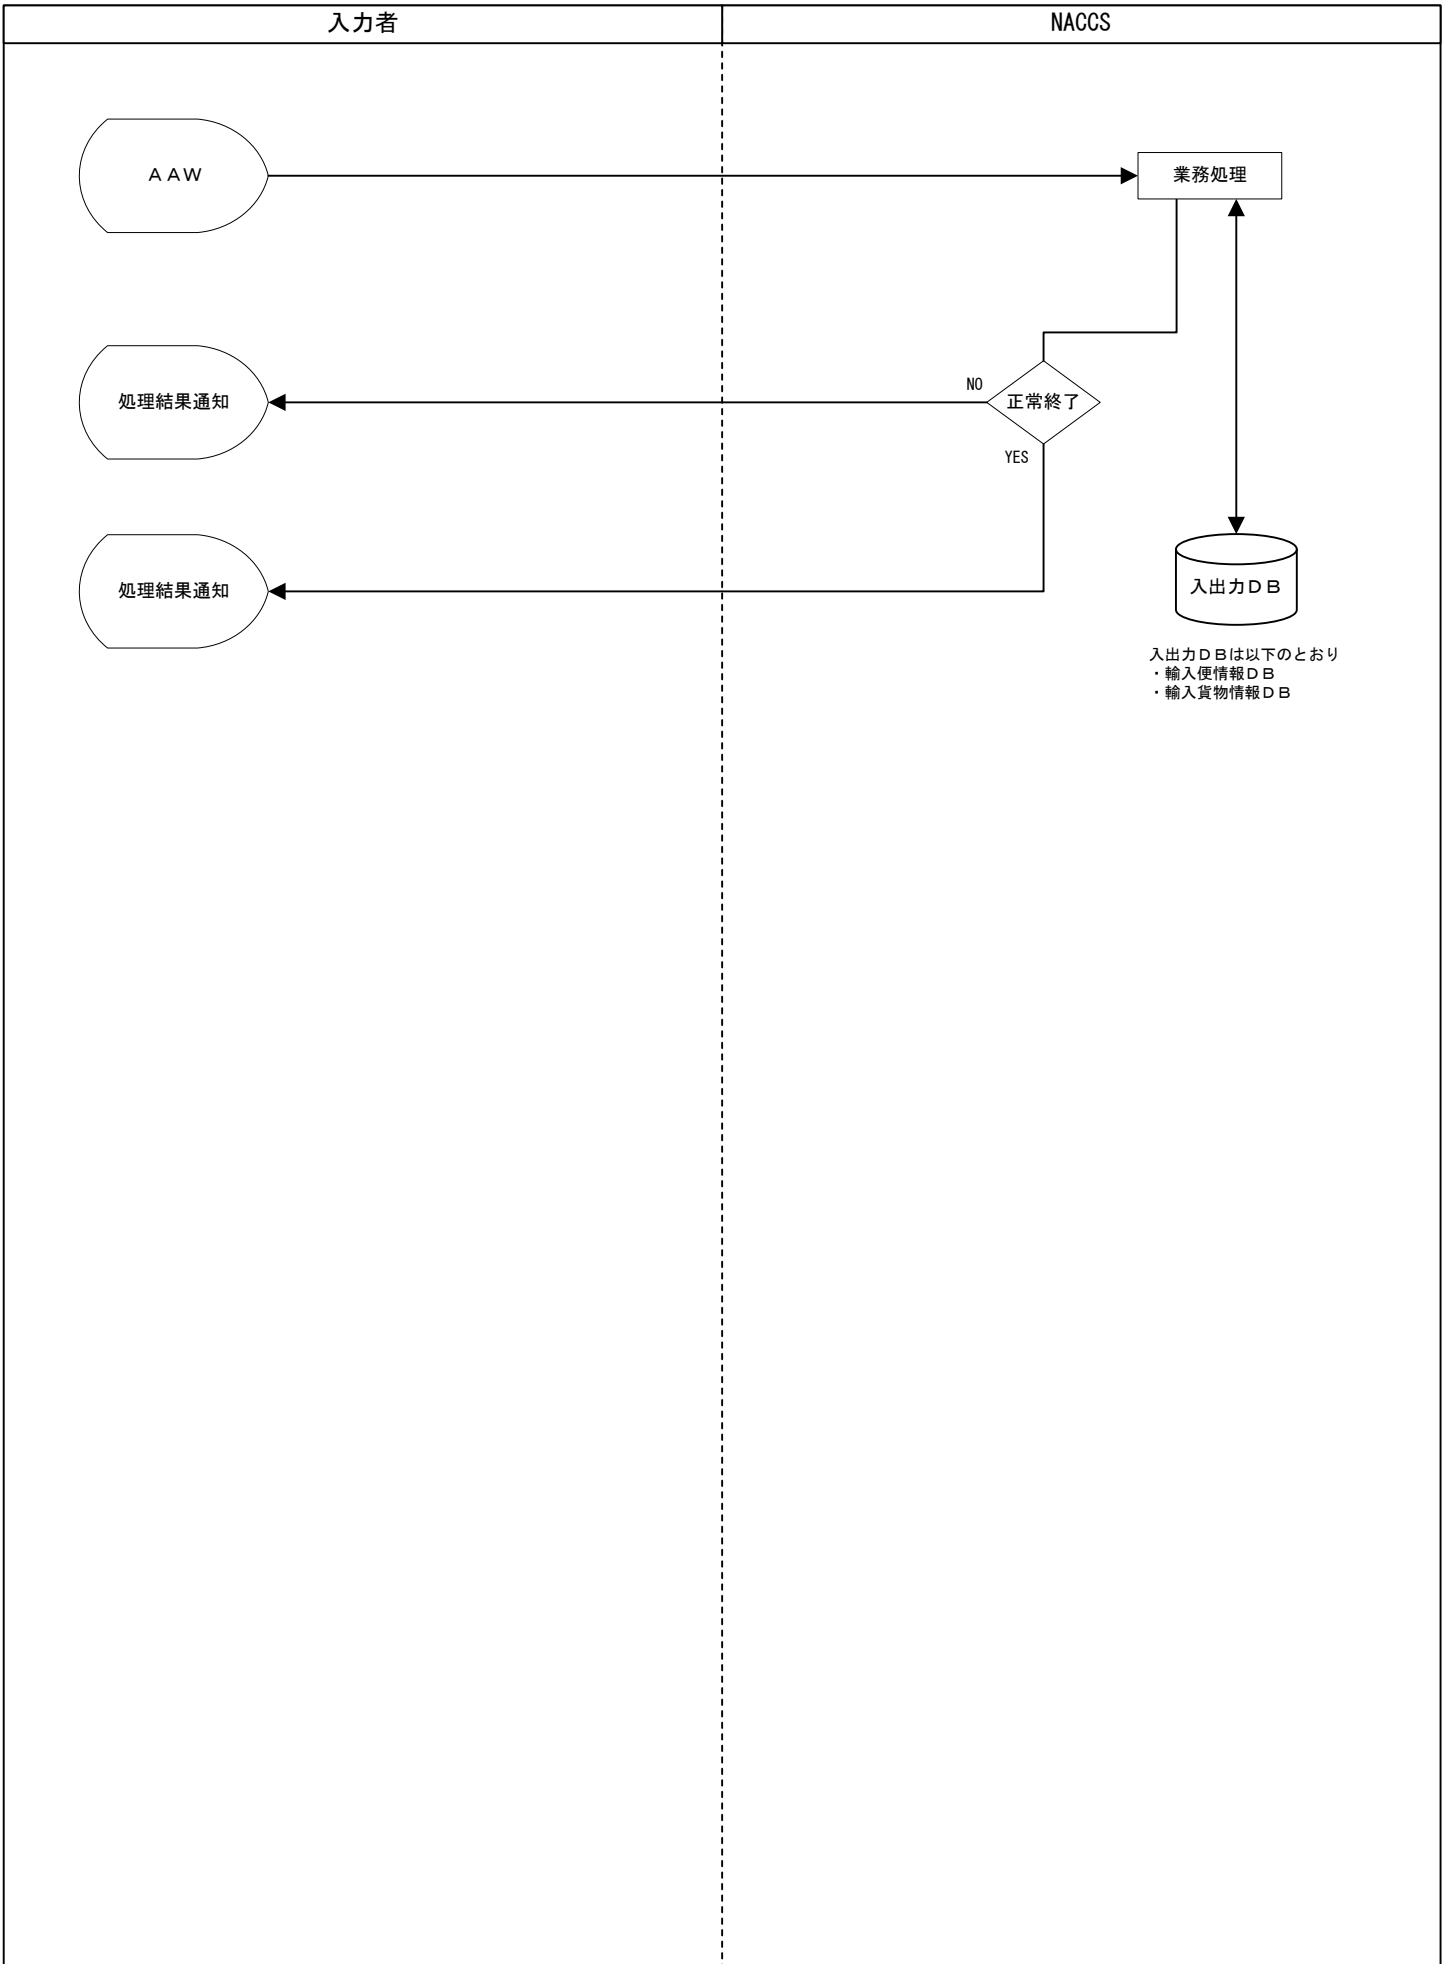 入力者
NACCS
ＡＡＷ
業務処理
処理結果通知
NO
正常終了
YES
処理結果通知
入出力ＤＢ
入出力ＤＢは以下のとおり
・輸入便情報ＤＢ
・輸入貨物情報ＤＢ